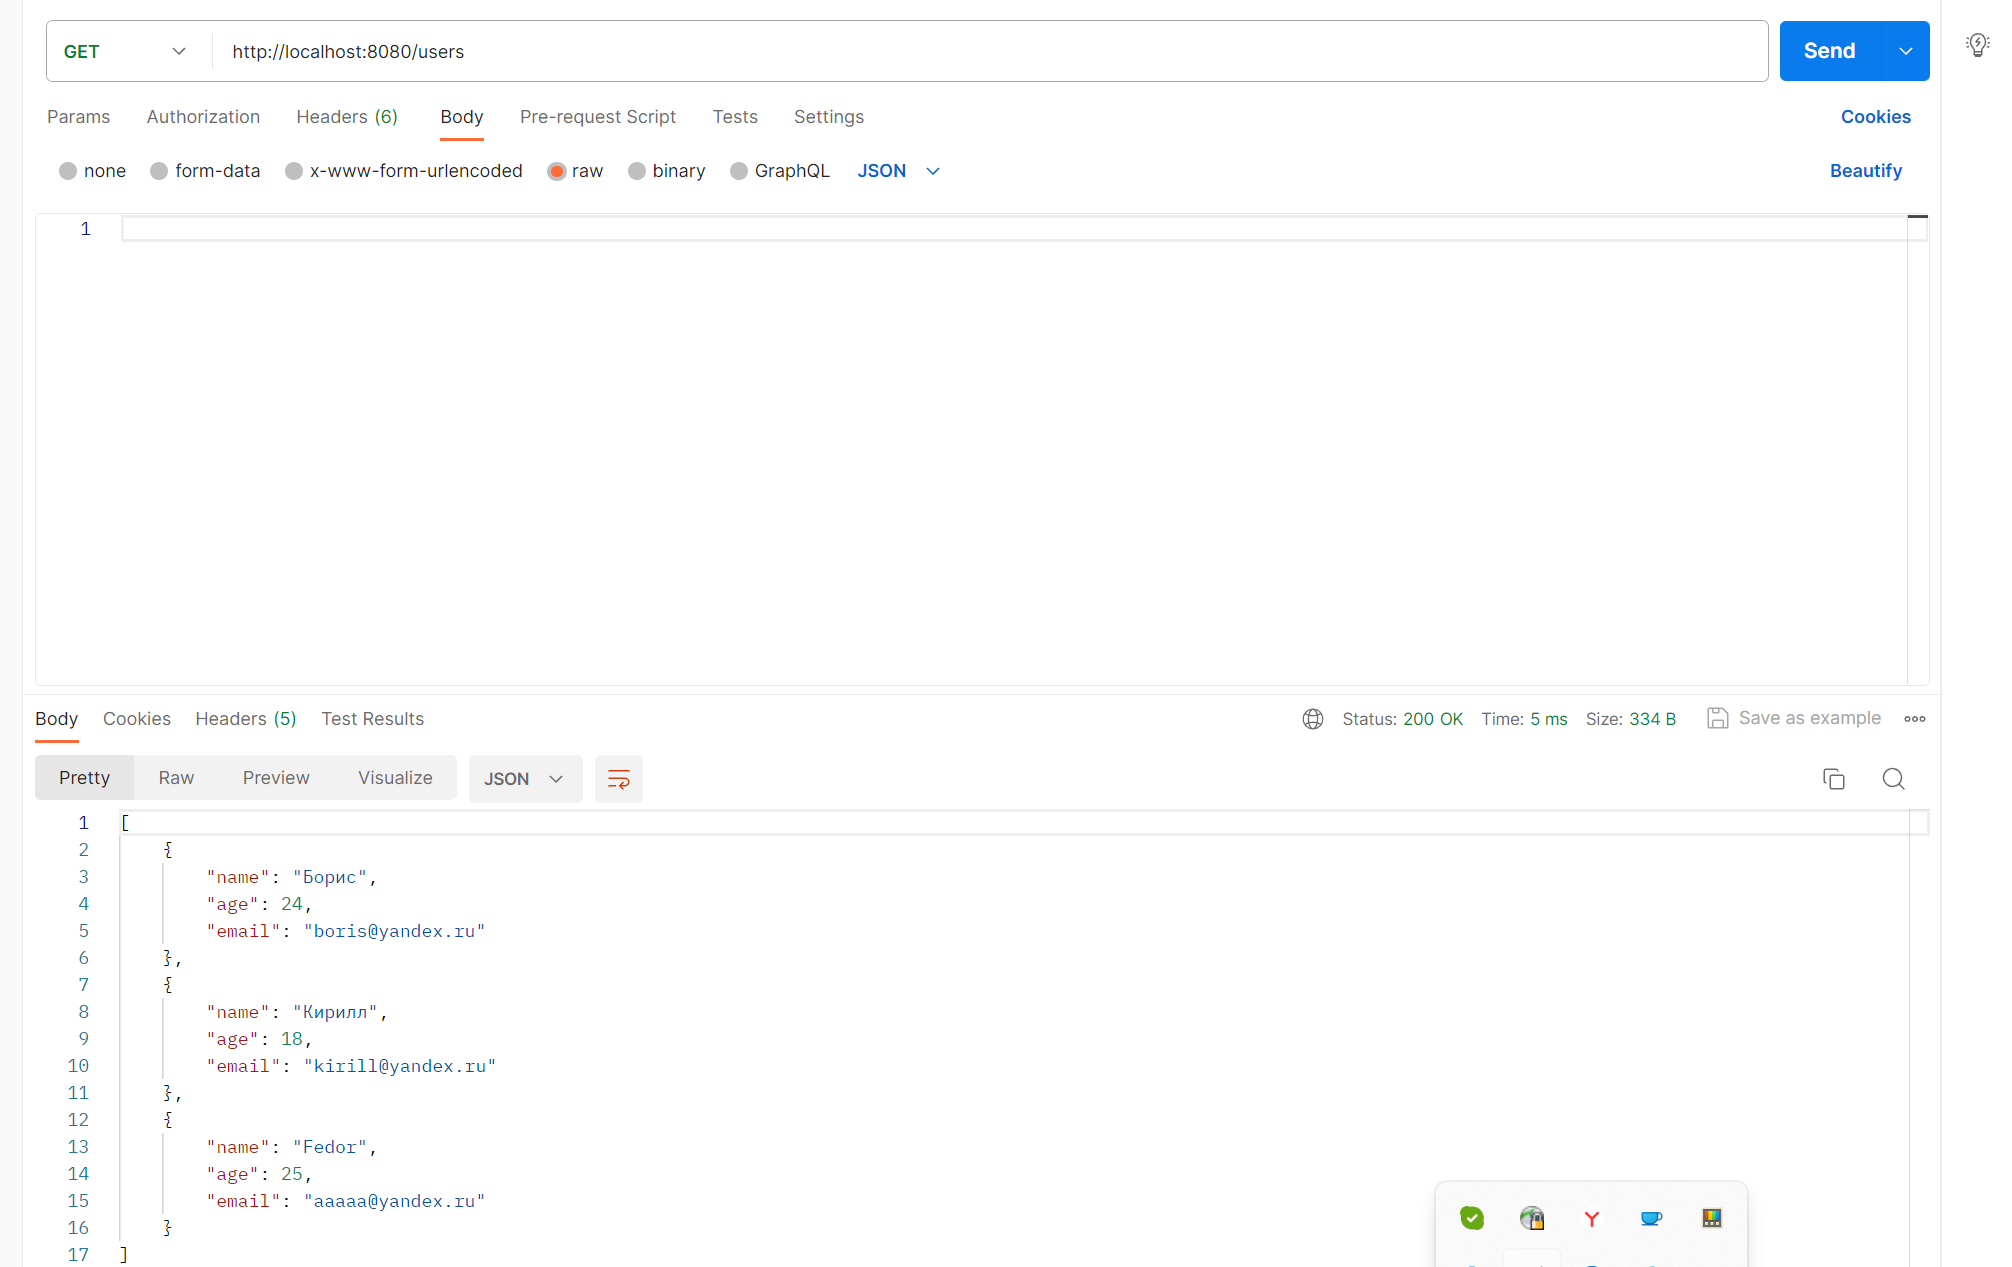 GET http://localhost:8080/users Send
Params Authorization Headers (6) Body Pre-request Script Tests Settings Cookies
none form-data x-www-form-urlencoded raw binary GraphQL JSON Beautify
1
Body Cookies Headers (5) Test Results Status: 200 OK Time: 5 ms Size: 334 B Save as example
Pretty Raw Preview Visualize JSON
1 [
2 {
3 "name": "Борис",
4 "age": 24,
5 "email": "boris@yandex.ru"
6 },
7 {
8 "name": "Кирилл",
9 "age": 18,
10 "email": "kirill@yandex.ru"
11 },
12 {
13 "name": "Fedor",
14 "age": 25,
15 "email": "aaaaa@yandex.ru"
16 }
17 ]